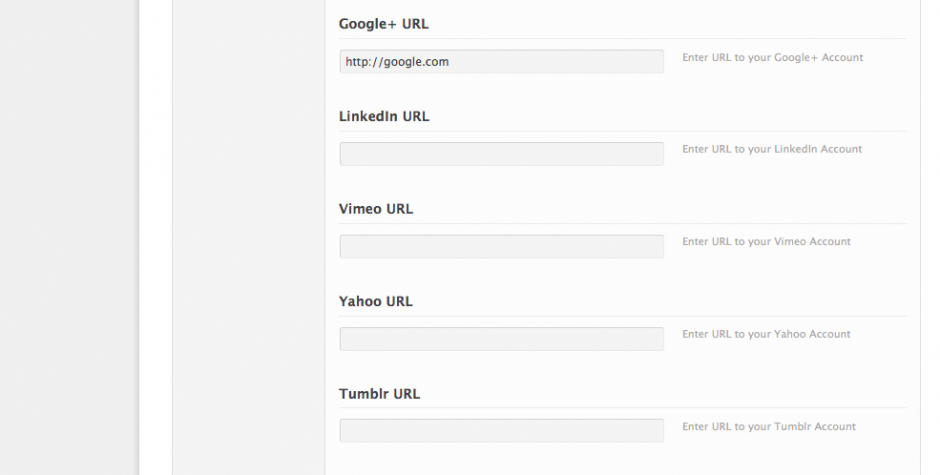 Google+ URL
http://google.com
Enter URL to your Google+ Account
LinkedIn URL
Enter URL to your LinkedIn Account
Vimeo URL
Enter URL to your Vimeo Account
Yahoo URL
Enter URL to your Yahoo Account
Tumblr URL
Enter URL to your Tumblr Account